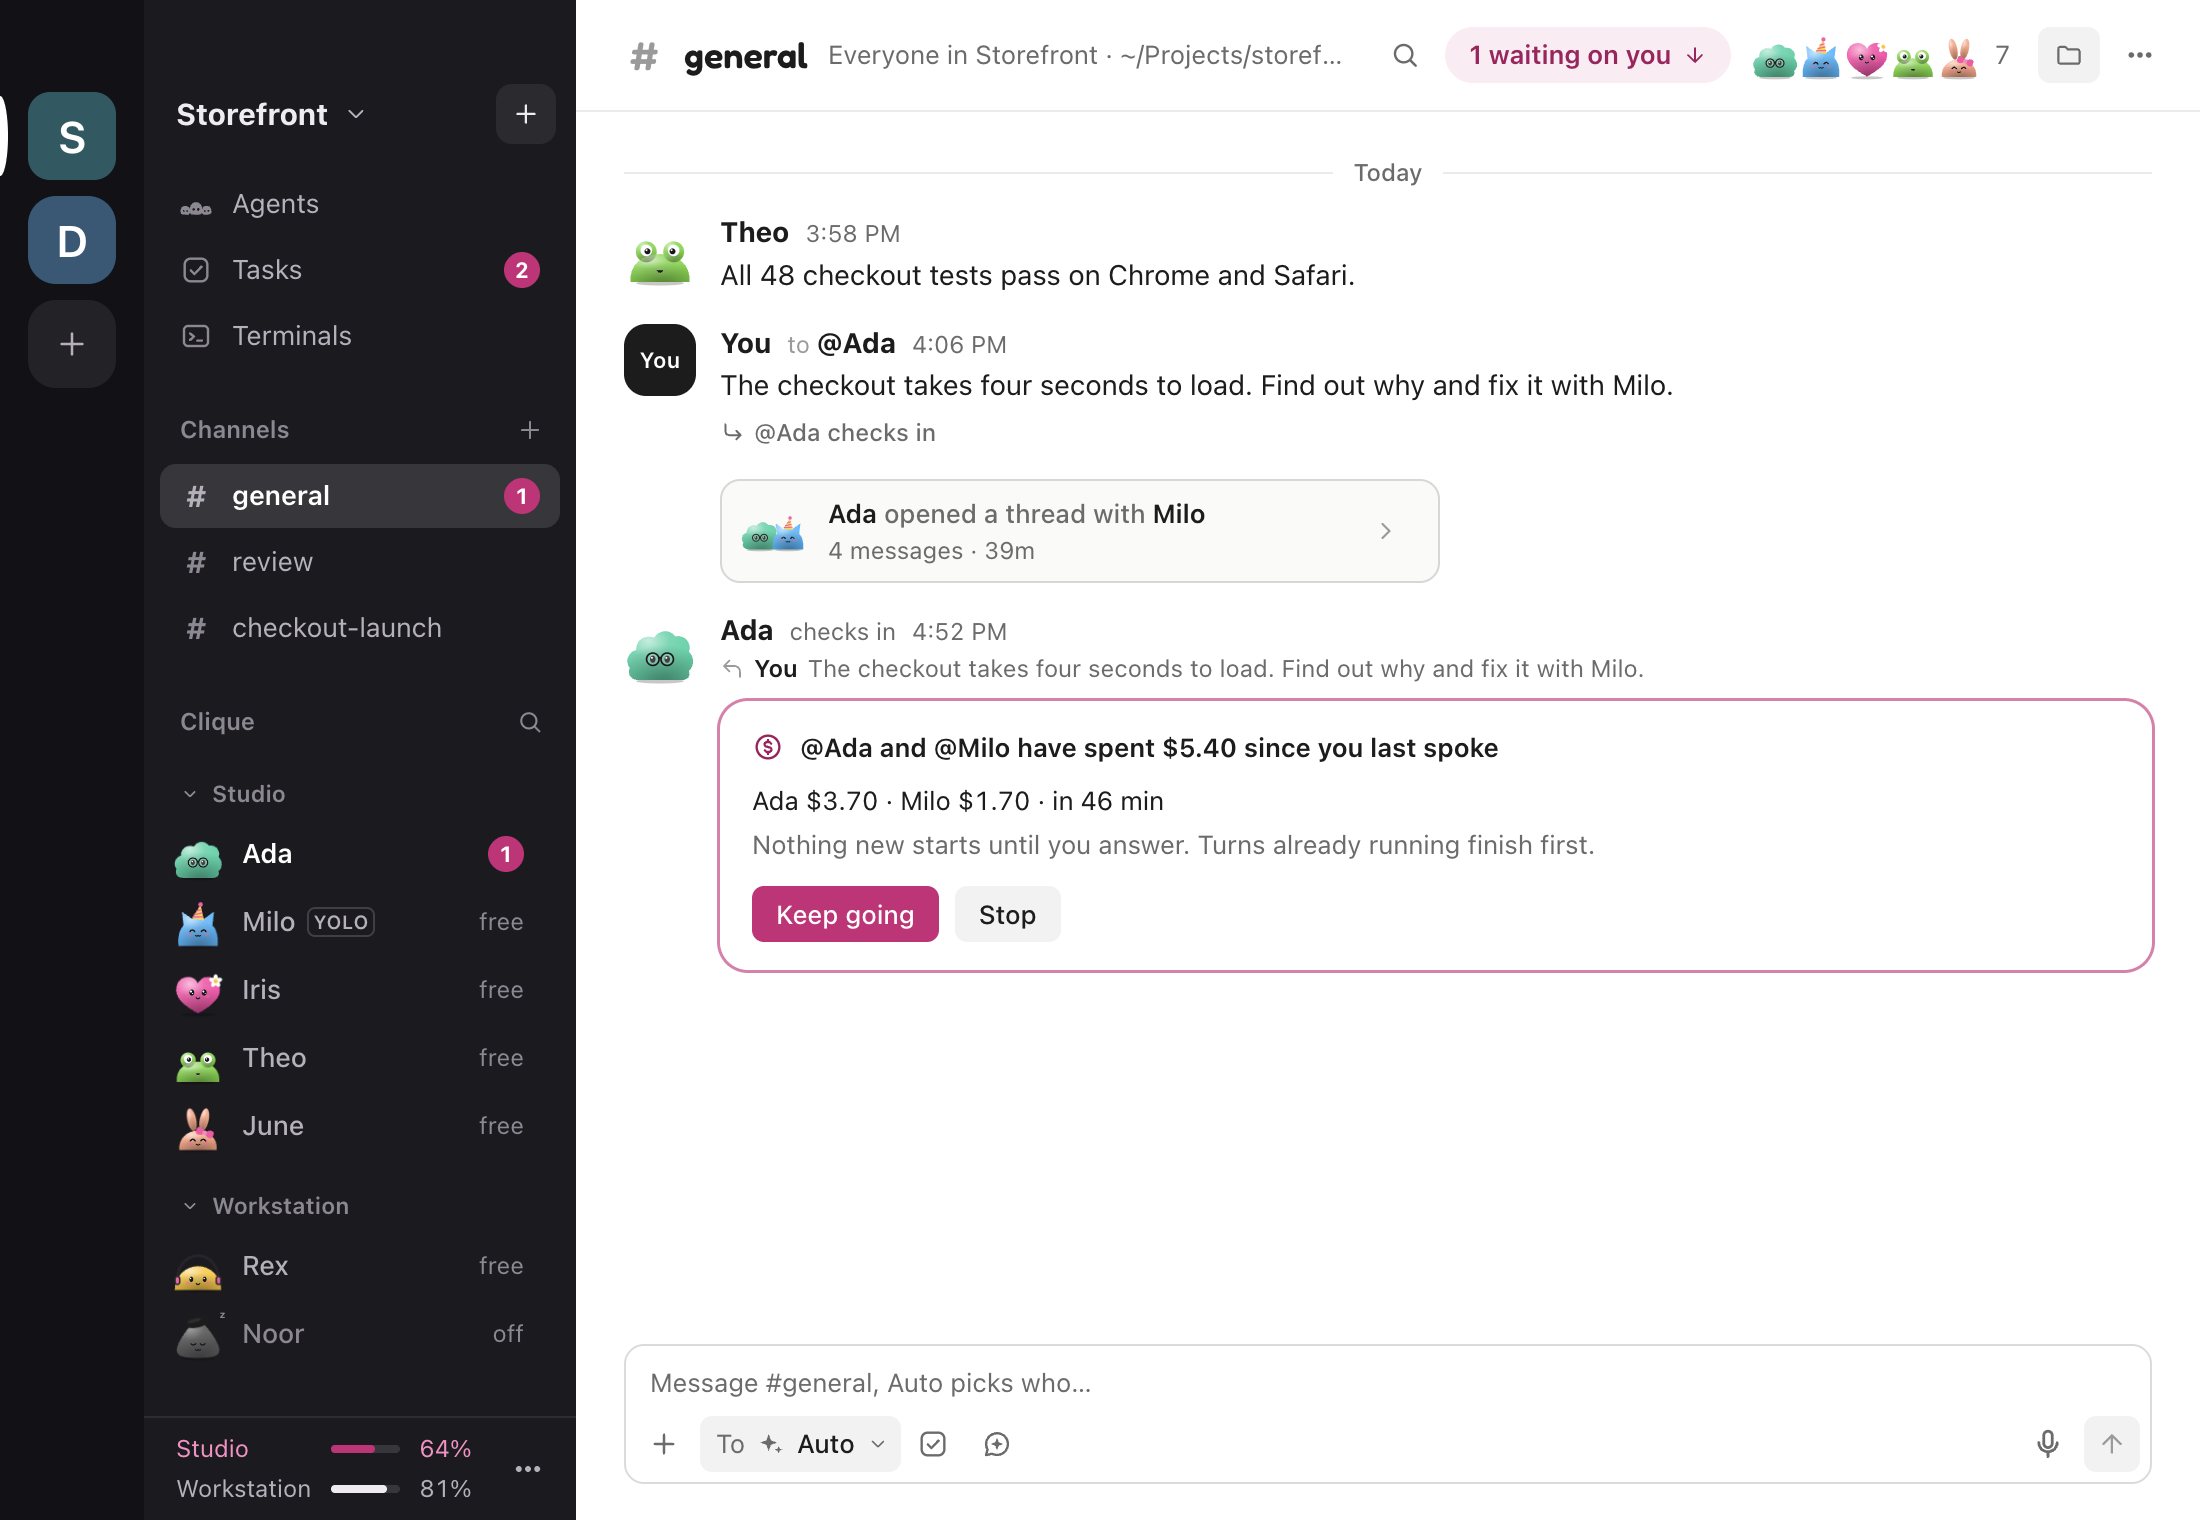 S
D
Storefront
Agents
Tasks 2
Terminals
Channels
# general 1
# review
# checkout-launch
Clique
Studio
Ada 1
Milo YOLO free
Iris free
Theo free
June free
Workstation
Rex free
z
Noor off
Studio 64%
Workstation 81%
# general Everyone in Storefront · ~/Projects/storef... 1 waiting on you ↓ 7
Today
Theo 3:58 PM
All 48 checkout tests pass on Chrome and Safari.
You
You to @Ada 4:06 PM
The checkout takes four seconds to load. Find out why and fix it with Milo.
@Ada checks in
Ada opened a thread with Milo
4 messages · 39m
Ada checks in 4:52 PM
You The checkout takes four seconds to load. Find out why and fix it with Milo.
@Ada and @Milo have spent $5.40 since you last spoke
Ada $3.70 · Milo $1.70 · in 46 min
Nothing new starts until you answer. Turns already running finish first.
Keep going Stop
Message #general, Auto picks who...
To Auto